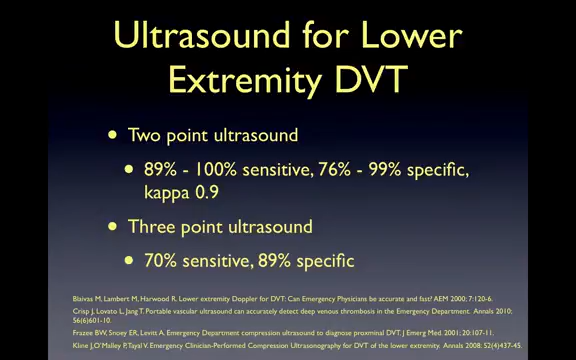 Ultrasound for Lower
Extremity DVT
• Two point ultrasound
• 89% - 100% sensitive, 76% - 99% specific,
kappa 0.9
• Three point ultrasound
• 70% sensitive, 89% specific
Blaivas M, Lambert M, Harwood R. Lower extremity Doppler for DVT: Can Emergency Physicians be accurate and fast? AEM 2000; 7:120-6.
Crisp J, Lovato L, Jang T. Portable vascular ultrasound can accurately detect deep venous thrombosis in the Emergency Department. Annals 2010;
56(6)601-10.
Frazee BW, Snoey ER, Levitt A. Emergency Department compression ultrasound to diagnose proxminal DVT. J Emerg Med. 2001; 20:107-11.
Kline J,O'Malley P, Tayal V. Emergency Clinician-Performed Compression Ultrasonography for DVT of the lower extremity. Annals 2008: 52(4)437-45.